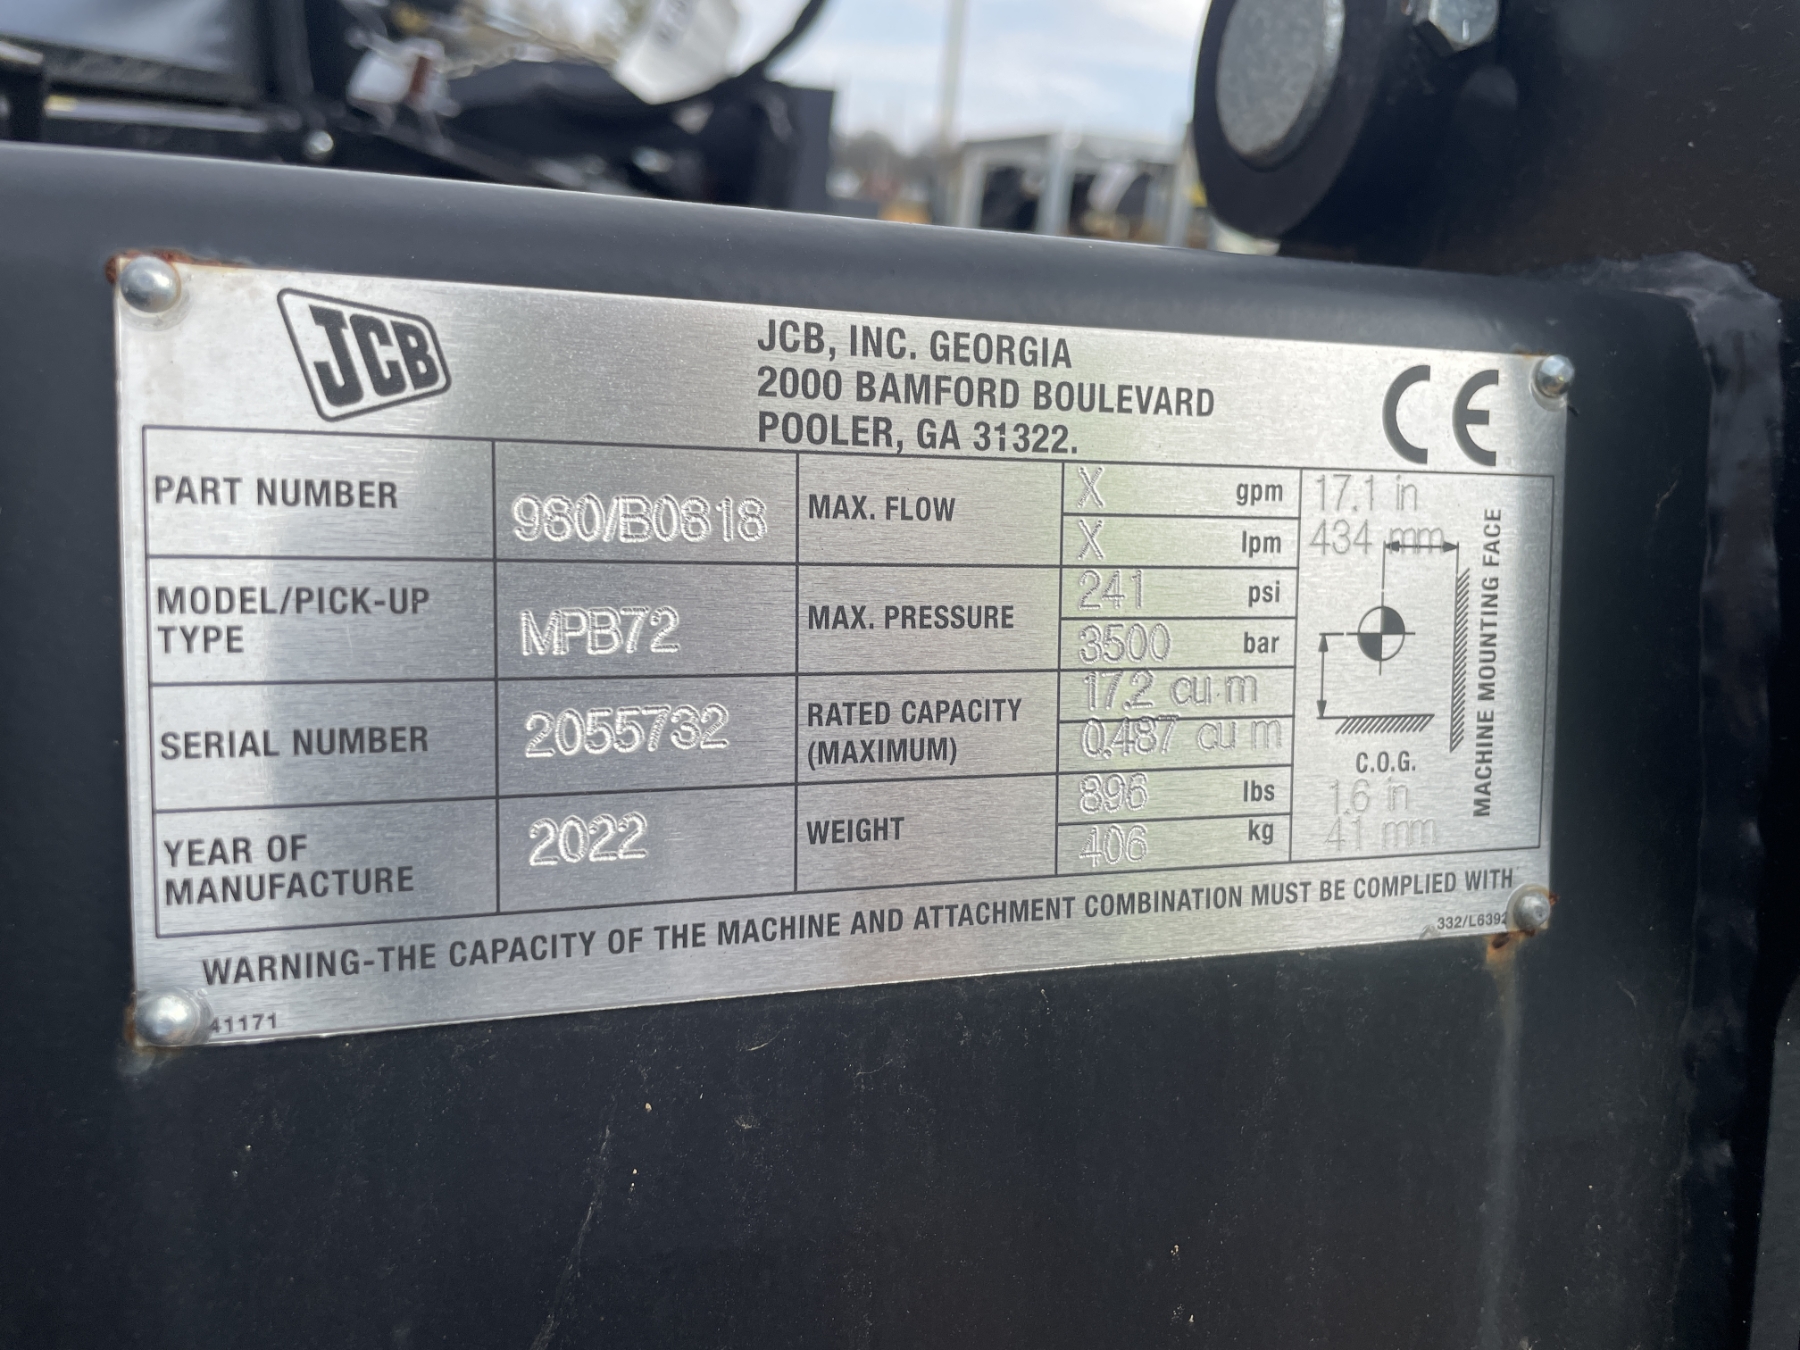 JCB
JCB, INC. GEORGIA
2000 BAMFORD BOULEVARD
POOLER, GA 31322.
CE
PART NUMBER
980/B0818
MODEL/PICK-UP
TYPE
MPB72
SERIAL NUMBER
2055732
YEAR OF
MANUFACTURE
2022
MAX. FLOW
X gpm
X lpm
MAX. PRESSURE
241 psi
3500 bar
RATED CAPACITY
(MAXIMUM)
17.2 cu m
0.487 cu m
WEIGHT
896 lbs
406 kg
17.1 in
434 mm
C.O.G.
1.6 in
41 mm
MACHINE MOUNTING FACE
WARNING-THE CAPACITY OF THE MACHINE AND ATTACHMENT COMBINATION MUST BE COMPLIED WITH
41171
332/L6392